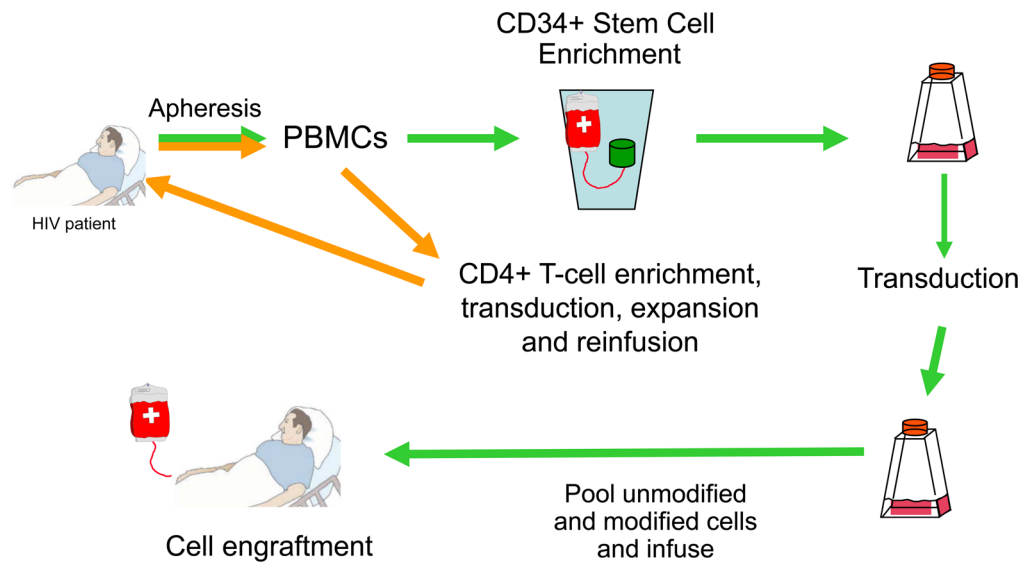 CD34+ Stem Cell
Enrichment
Apheresis
PBMCs
HIV patient
CD4+ T-cell enrichment,
transduction, expansion
and reinfusion
Transduction
Pool unmodified
and modified cells
and infuse
Cell engraftment